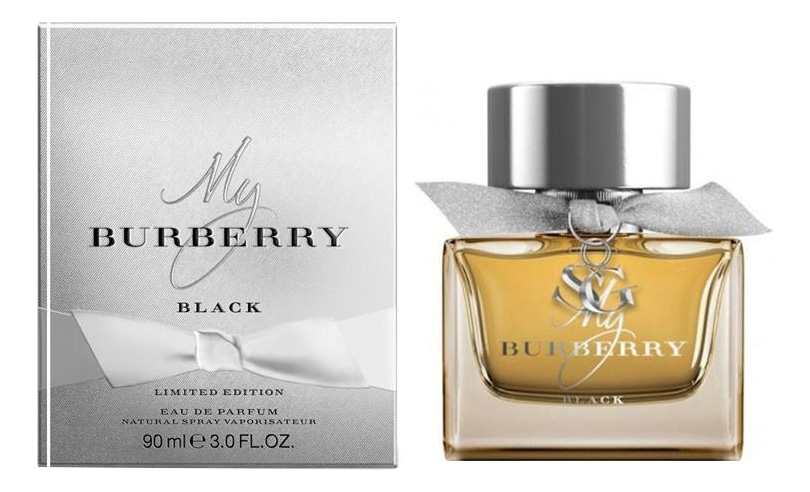 My
BURBERRY
BLACK
LIMITED EDITION
EAU DE PARFUM
NATURAL SPRAY VAPORISATEUR
90 ml ℮ 3.0 FL.OZ.
SG
My
BURBERRY
BLACK